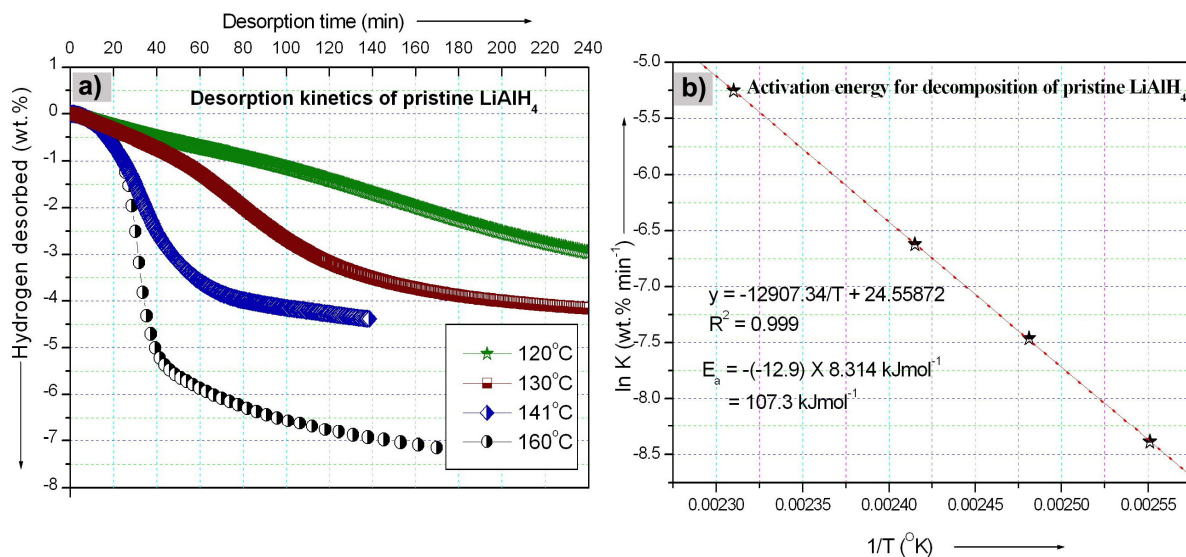 Desorption time (min)
0 20 40 60 80 100 120 140 160 180 200 220 240
a)
Desorption kinetics of pristine LiAlH4
Hydrogen desorbed (wt.%)
1
0
-1
-2
-3
-4
-5
-6
-7
-8
120°C
130°C
141°C
160°C
b)
Activation energy for decomposition of pristine LiAlH4
ln K (wt.% min-1)
-5.0
-5.5
-6.0
-6.5
-7.0
-7.5
-8.0
-8.5
y = -12907.34/T + 24.55872
R2 = 0.999
Ea = -(-12.9) X 8.314 kJmol-1
= 107.3 kJmol-1
0.00230 0.00235 0.00240 0.00245 0.00250 0.00255
1/T (°K)